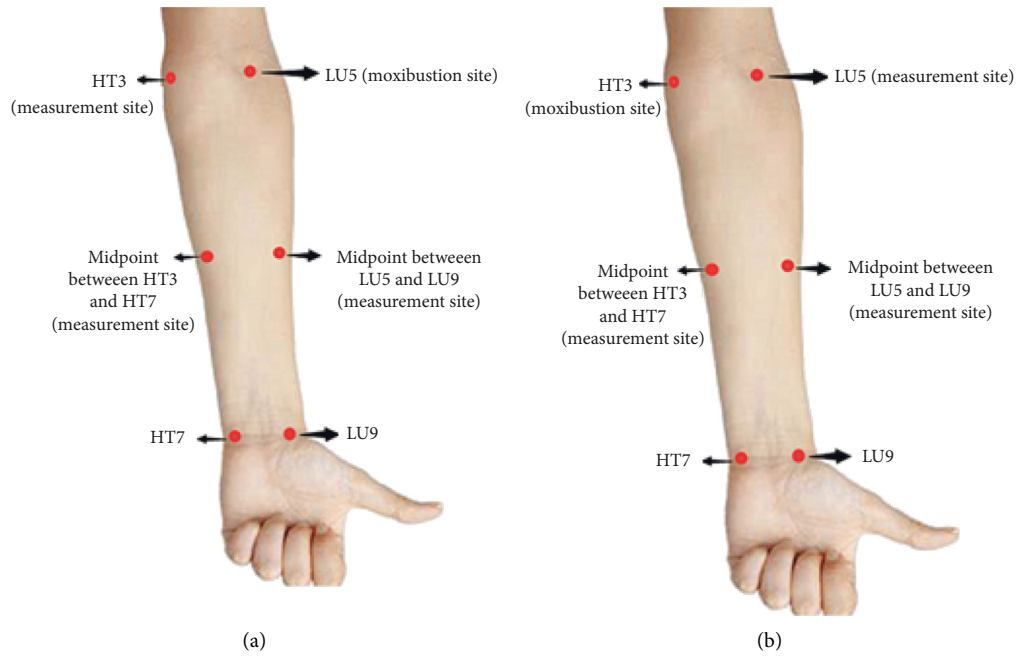 HT3
(measurement site)
LU5 (moxibustion site)
Midpoint
betweeen HT3
and HT7
(measurement site)
Midpoint betweeen
LU5 and LU9
(measurement site)
HT7
LU9
(a)
HT3
(moxibustion site)
LU5 (measurement site)
Midpoint
betweeen HT3
and HT7
(measurement site)
Midpoint betweeen
LU5 and LU9
(measurement site)
HT7
LU9
(b)